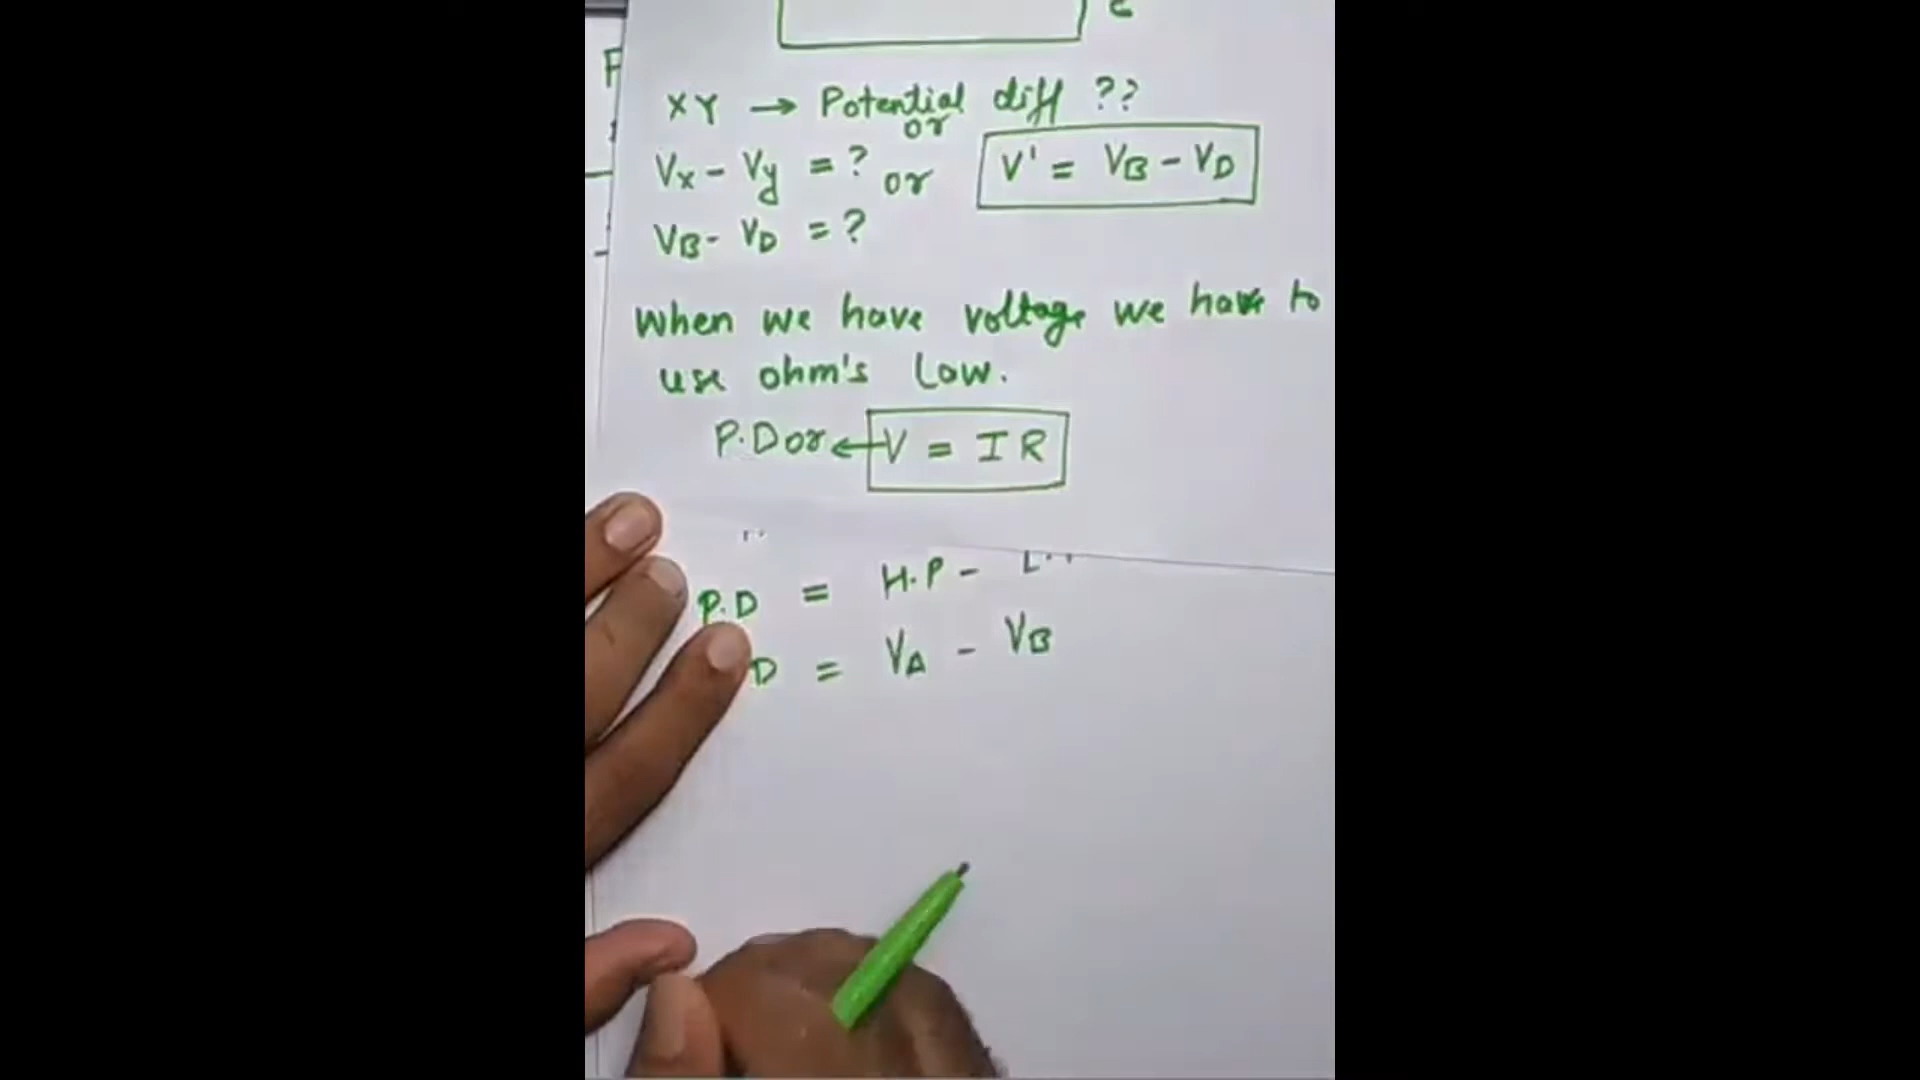 XY → Potential diff ??
or
Vx - Vy = ? or V' = VB - VD
VB - VD = ?
When we have voltage we have to
use ohm's Low.
P.D or ← V = IR
P.D = H.P -
D = VA - VB